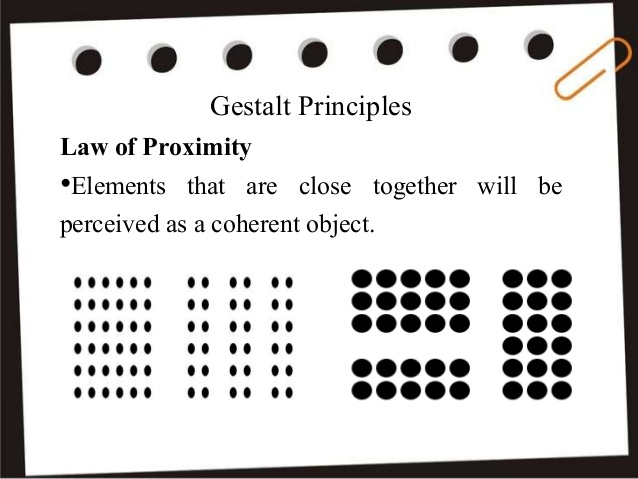 Gestalt Principles
Law of Proximity
•Elements that are close together will be
perceived as a coherent object.